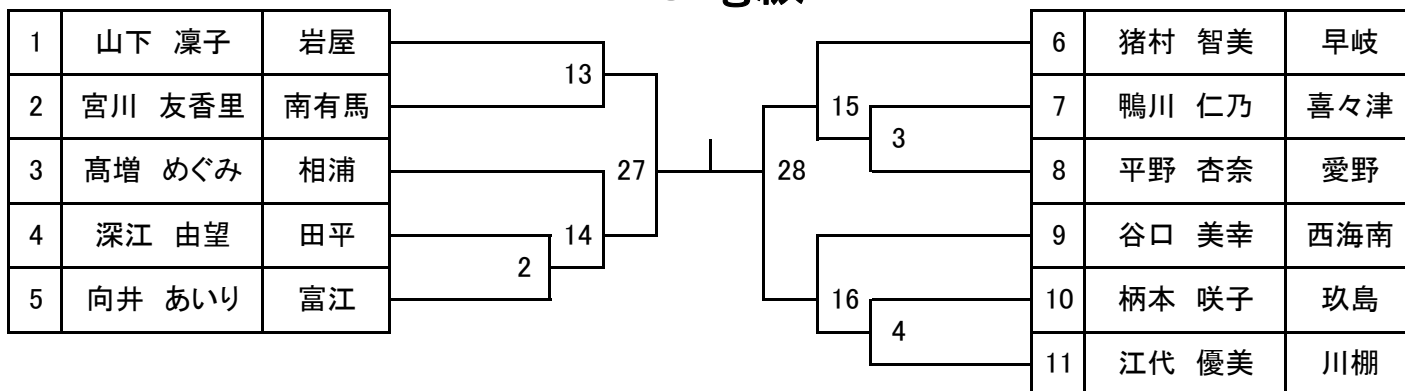 1 山下 凜子 岩屋
2 宮川 友香里 南有馬
3 髙増 めぐみ 相浦
4 深江 由望 田平
5 向井 あいり 富江
13
27
14
2
28
15
3
16
4
6 猪村 智美 早岐
7 鴨川 仁乃 喜々津
8 平野 杏奈 愛野
9 谷口 美幸 西海南
10 柄本 咲子 玖島
11 江代 優美 川棚